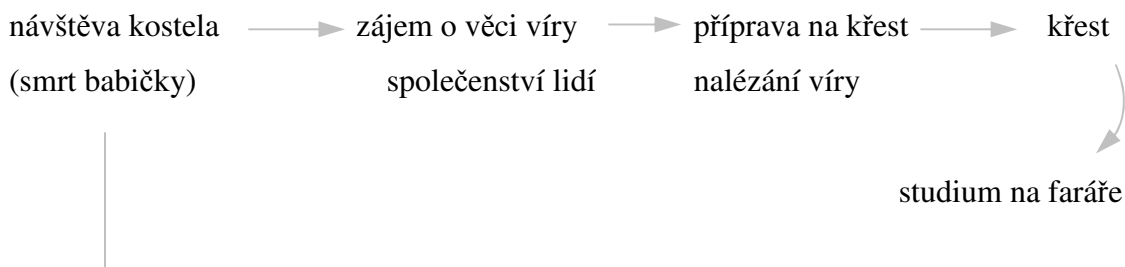 návštěva kostela zájem o věci víry příprava na křest křest
(smrt babičky) společenství lidí nalézání víry
studium na faráře